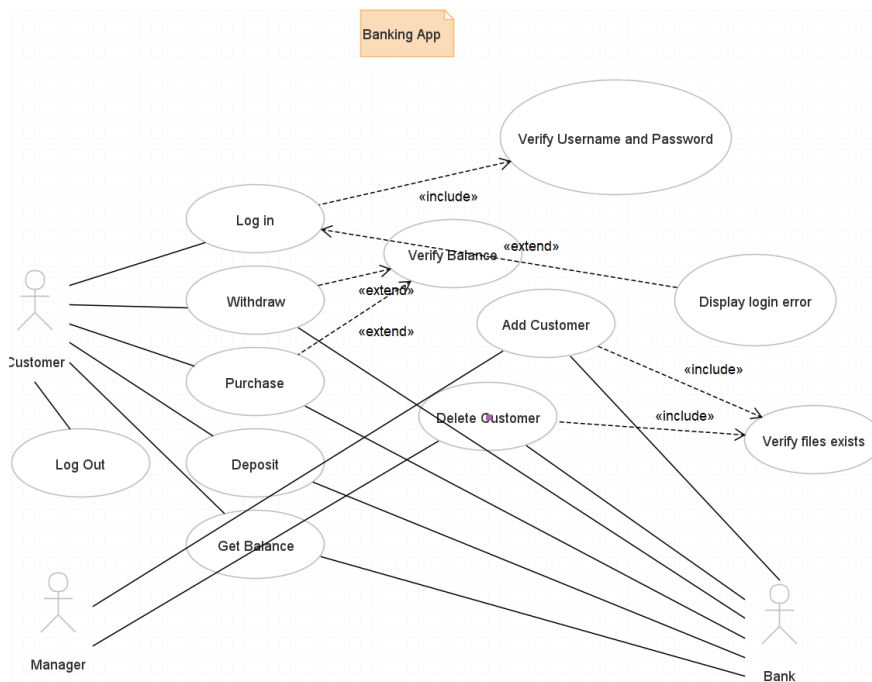 Banking App
Verify Username and Password
«include»
Log in
«extend»
Verify Balance
«extend»
Withdraw
Display login error
Add Customer
«extend»
Customer
«include»
Purchase
«include»
Delete Customer
Verify files exists
Log Out
Deposit
Get Balance
Manager
Bank